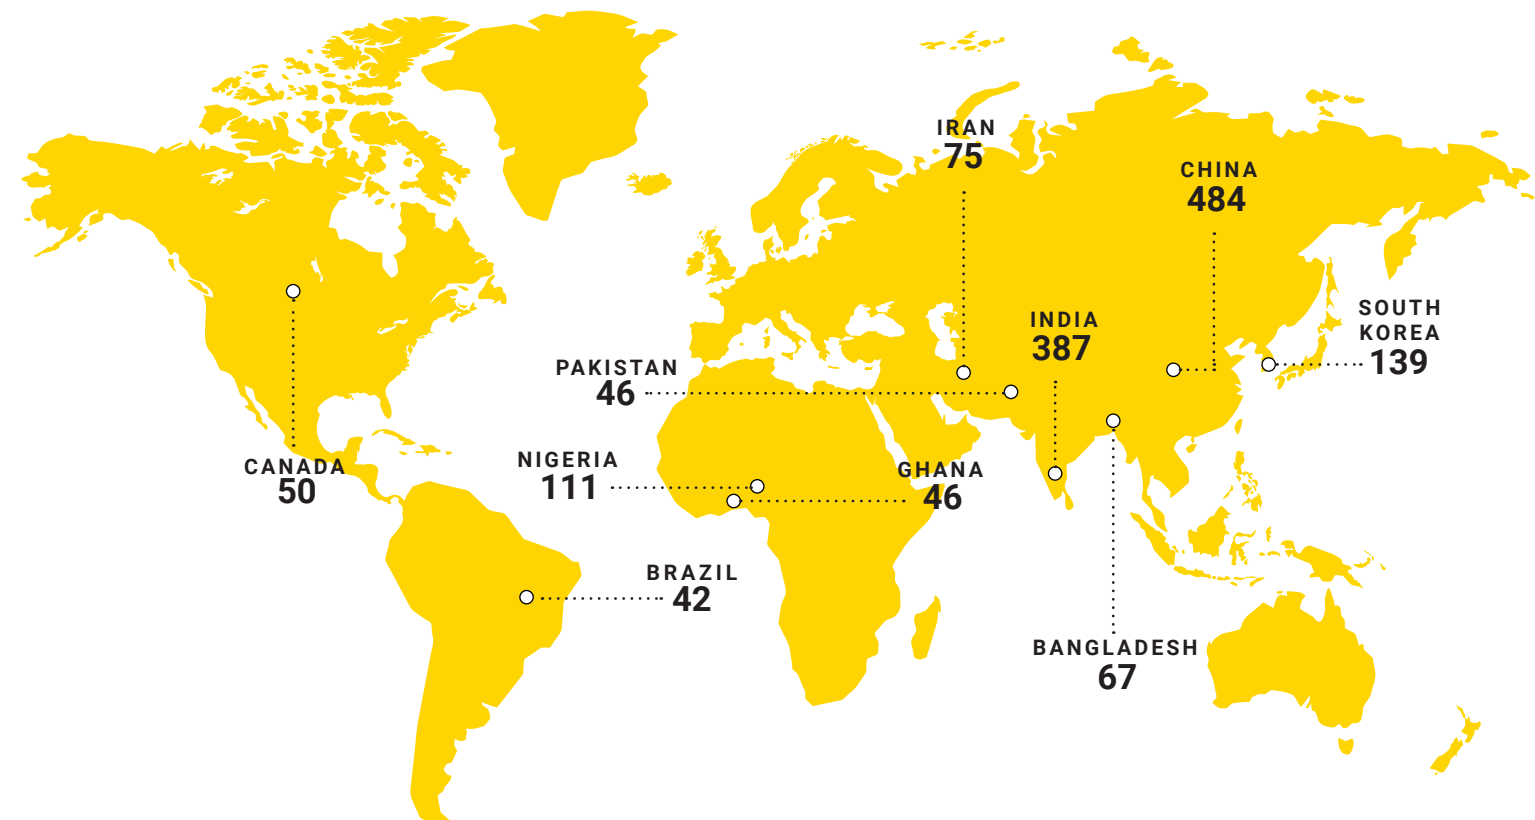 IRAN
75
CHINA
484
SOUTH
KOREA
139
INDIA
387
PAKISTAN
46
NIGERIA
111
GHANA
46
CANADA
50
BRAZIL
42
BANGLADESH
67